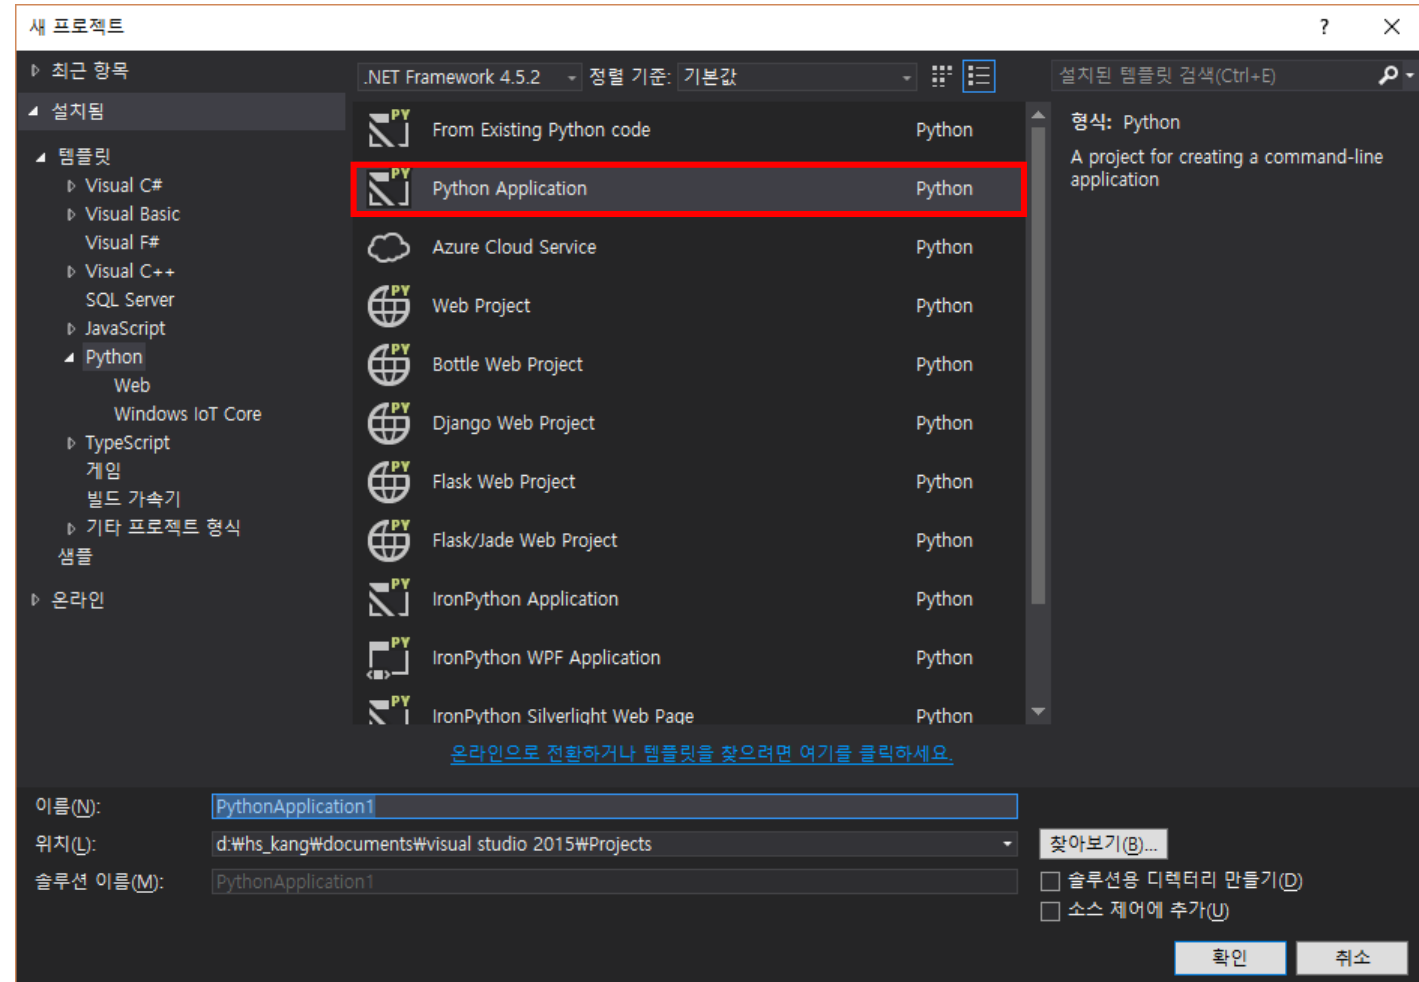 새 프로젝트
?
최근 항목
설치됨
템플릿
Visual C#
Visual Basic
Visual F#
Visual C++
SQL Server
JavaScript
Python
Web
Windows IoT Core
TypeScript
게임
빌드 가속기
기타 프로젝트 형식
샘플
온라인
.NET Framework 4.5.2 정렬 기준: 기본값
From Existing Python code Python
Python Application Python
Azure Cloud Service Python
Web Project Python
Bottle Web Project Python
Django Web Project Python
Flask Web Project Python
Flask/Jade Web Project Python
IronPython Application Python
IronPython WPF Application Python
IronPython Silverlight Web Page Python
온라인으로 전환하거나 템플릿을 찾으려면 여기를 클릭하세요.
설치된 템플릿 검색(Ctrl+E)
형식: Python
A project for creating a command-line
application
이름(N): PythonApplication1
위치(L): d:₩hs_kang₩documents₩visual studio 2015₩Projects 찾아보기(B)...
솔루션 이름(M): PythonApplication1 솔루션용 디렉터리 만들기(D)
소스 제어에 추가(U)
확인 취소